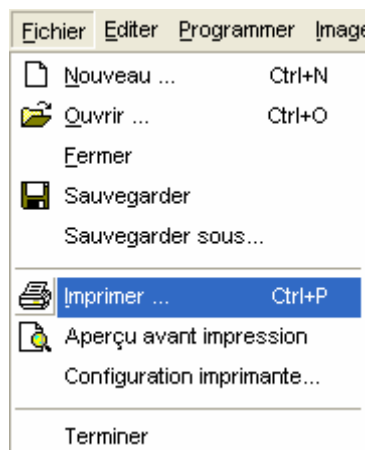 Fichier Editer Programmer Image
Nouveau ... Ctrl+N
Ouvrir ... Ctrl+O
Fermer
Sauvegarder
Sauvegarder sous...
Imprimer ... Ctrl+P
Aperçu avant impression
Configuration imprimante...
Terminer